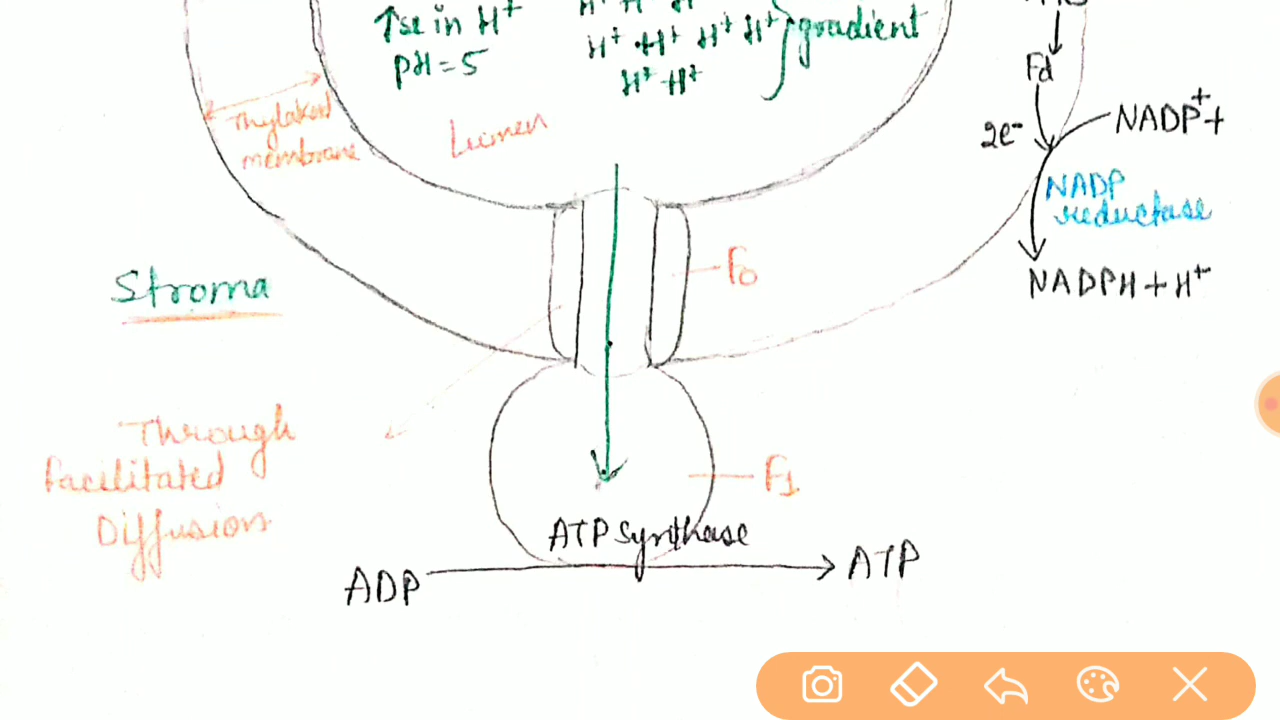 ↑se in H⁺
pH = 5
H⁺ H⁺ H⁺ H⁺
H⁺ H⁺
gradient
Fd
Thylakoid
membrane
Lumen
2e⁻
NADP⁺+
NADP
reductase
NADPH + H⁺
Stroma
F0
Through
facilitated
Diffusion
F1
ATP synthase
ADP
ATP